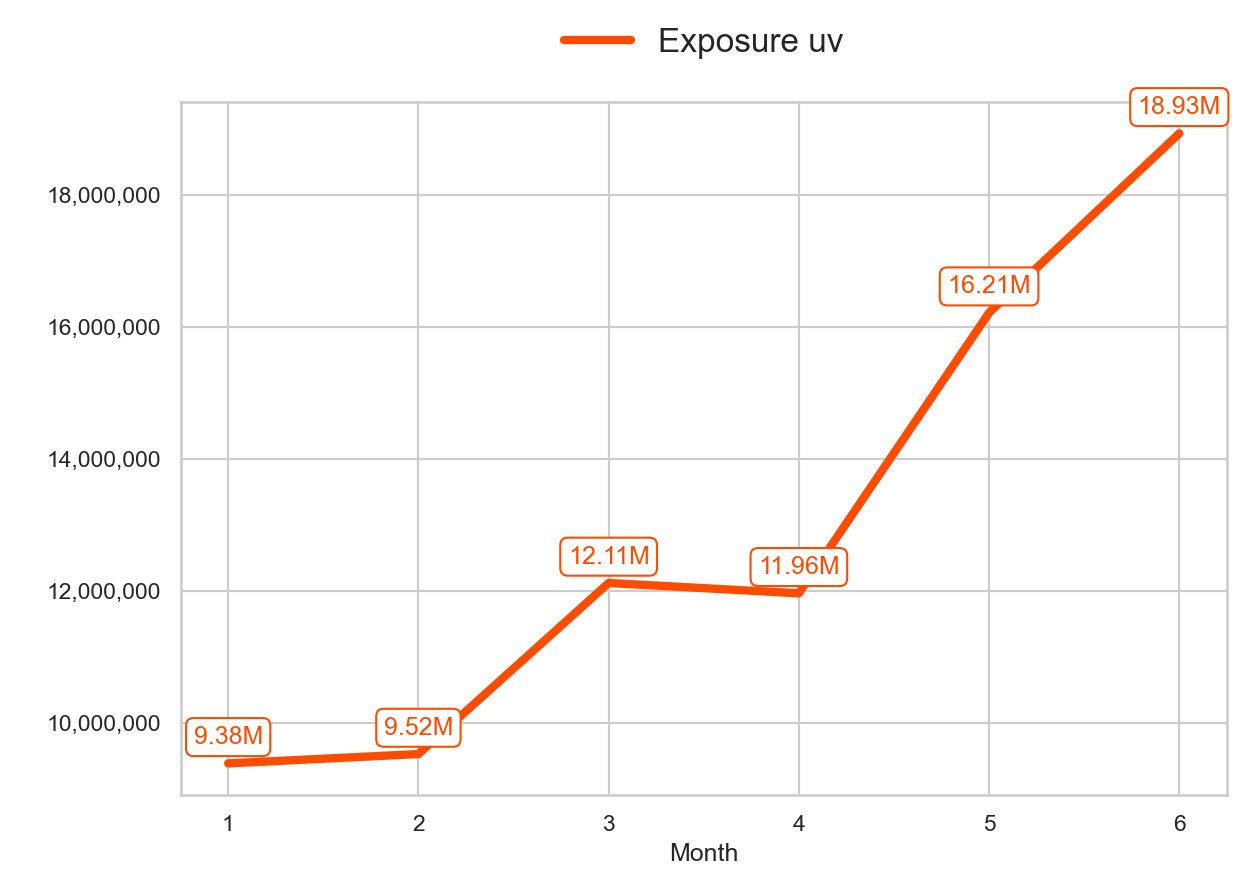 Exposure uv
18.93M
18,000,000
16.21M
16,000,000
14,000,000
12.11M
11.96M
12,000,000
9.52M
10,000,000
9.38M
1 2 3 4 5 6
Month